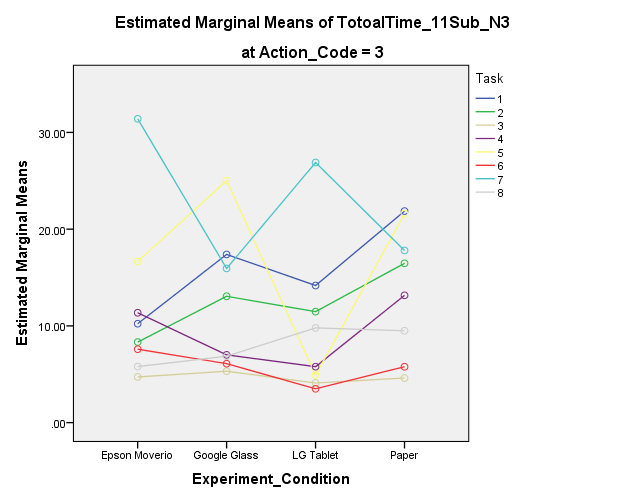 Estimated Marginal Means of TotoalTime_11Sub_N3
at Action_Code = 3
Task
1
2
3
4
5
6
7
8
Estimated Marginal Means
30.00
20.00
10.00
.00
Epson Moverio
Google Glass
LG Tablet
Paper
Experiment_Condition